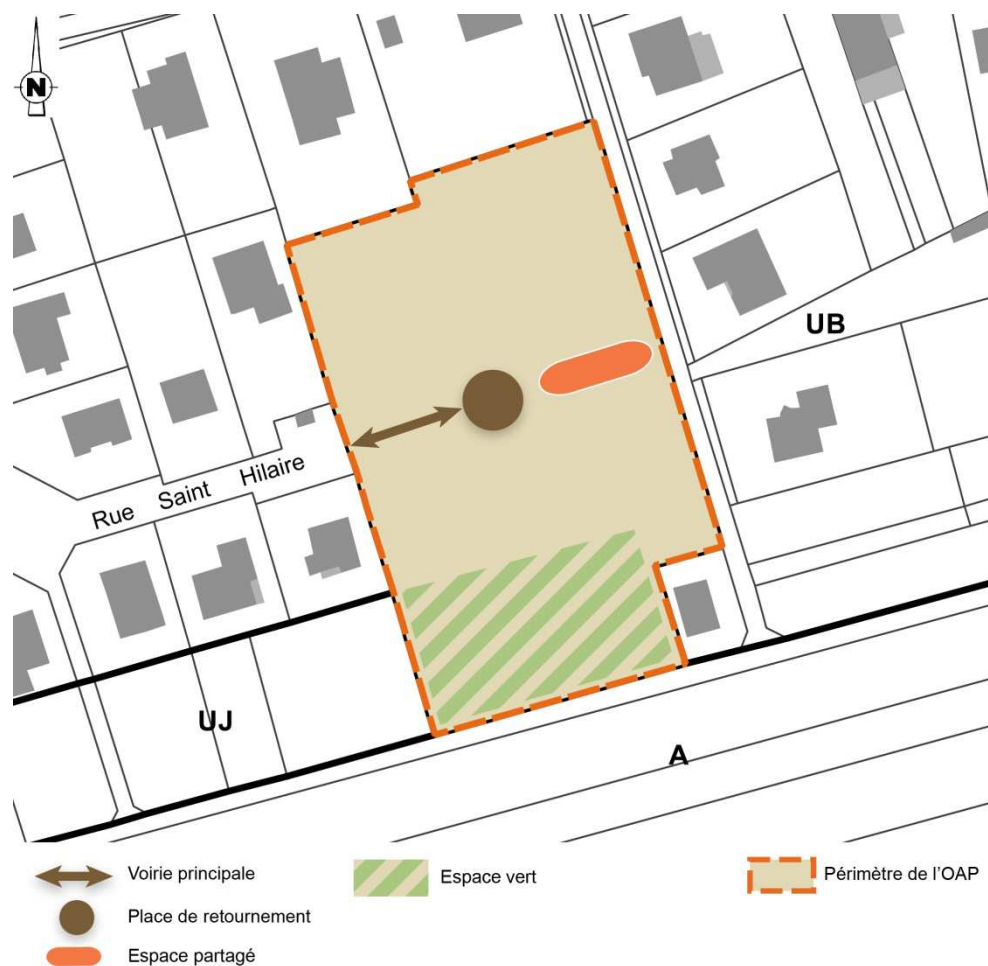 N
UB
Rue Saint Hilaire
UJ
A
Voirie principale
Espace vert
Périmètre de l'OAP
Place de retournement
Espace partagé